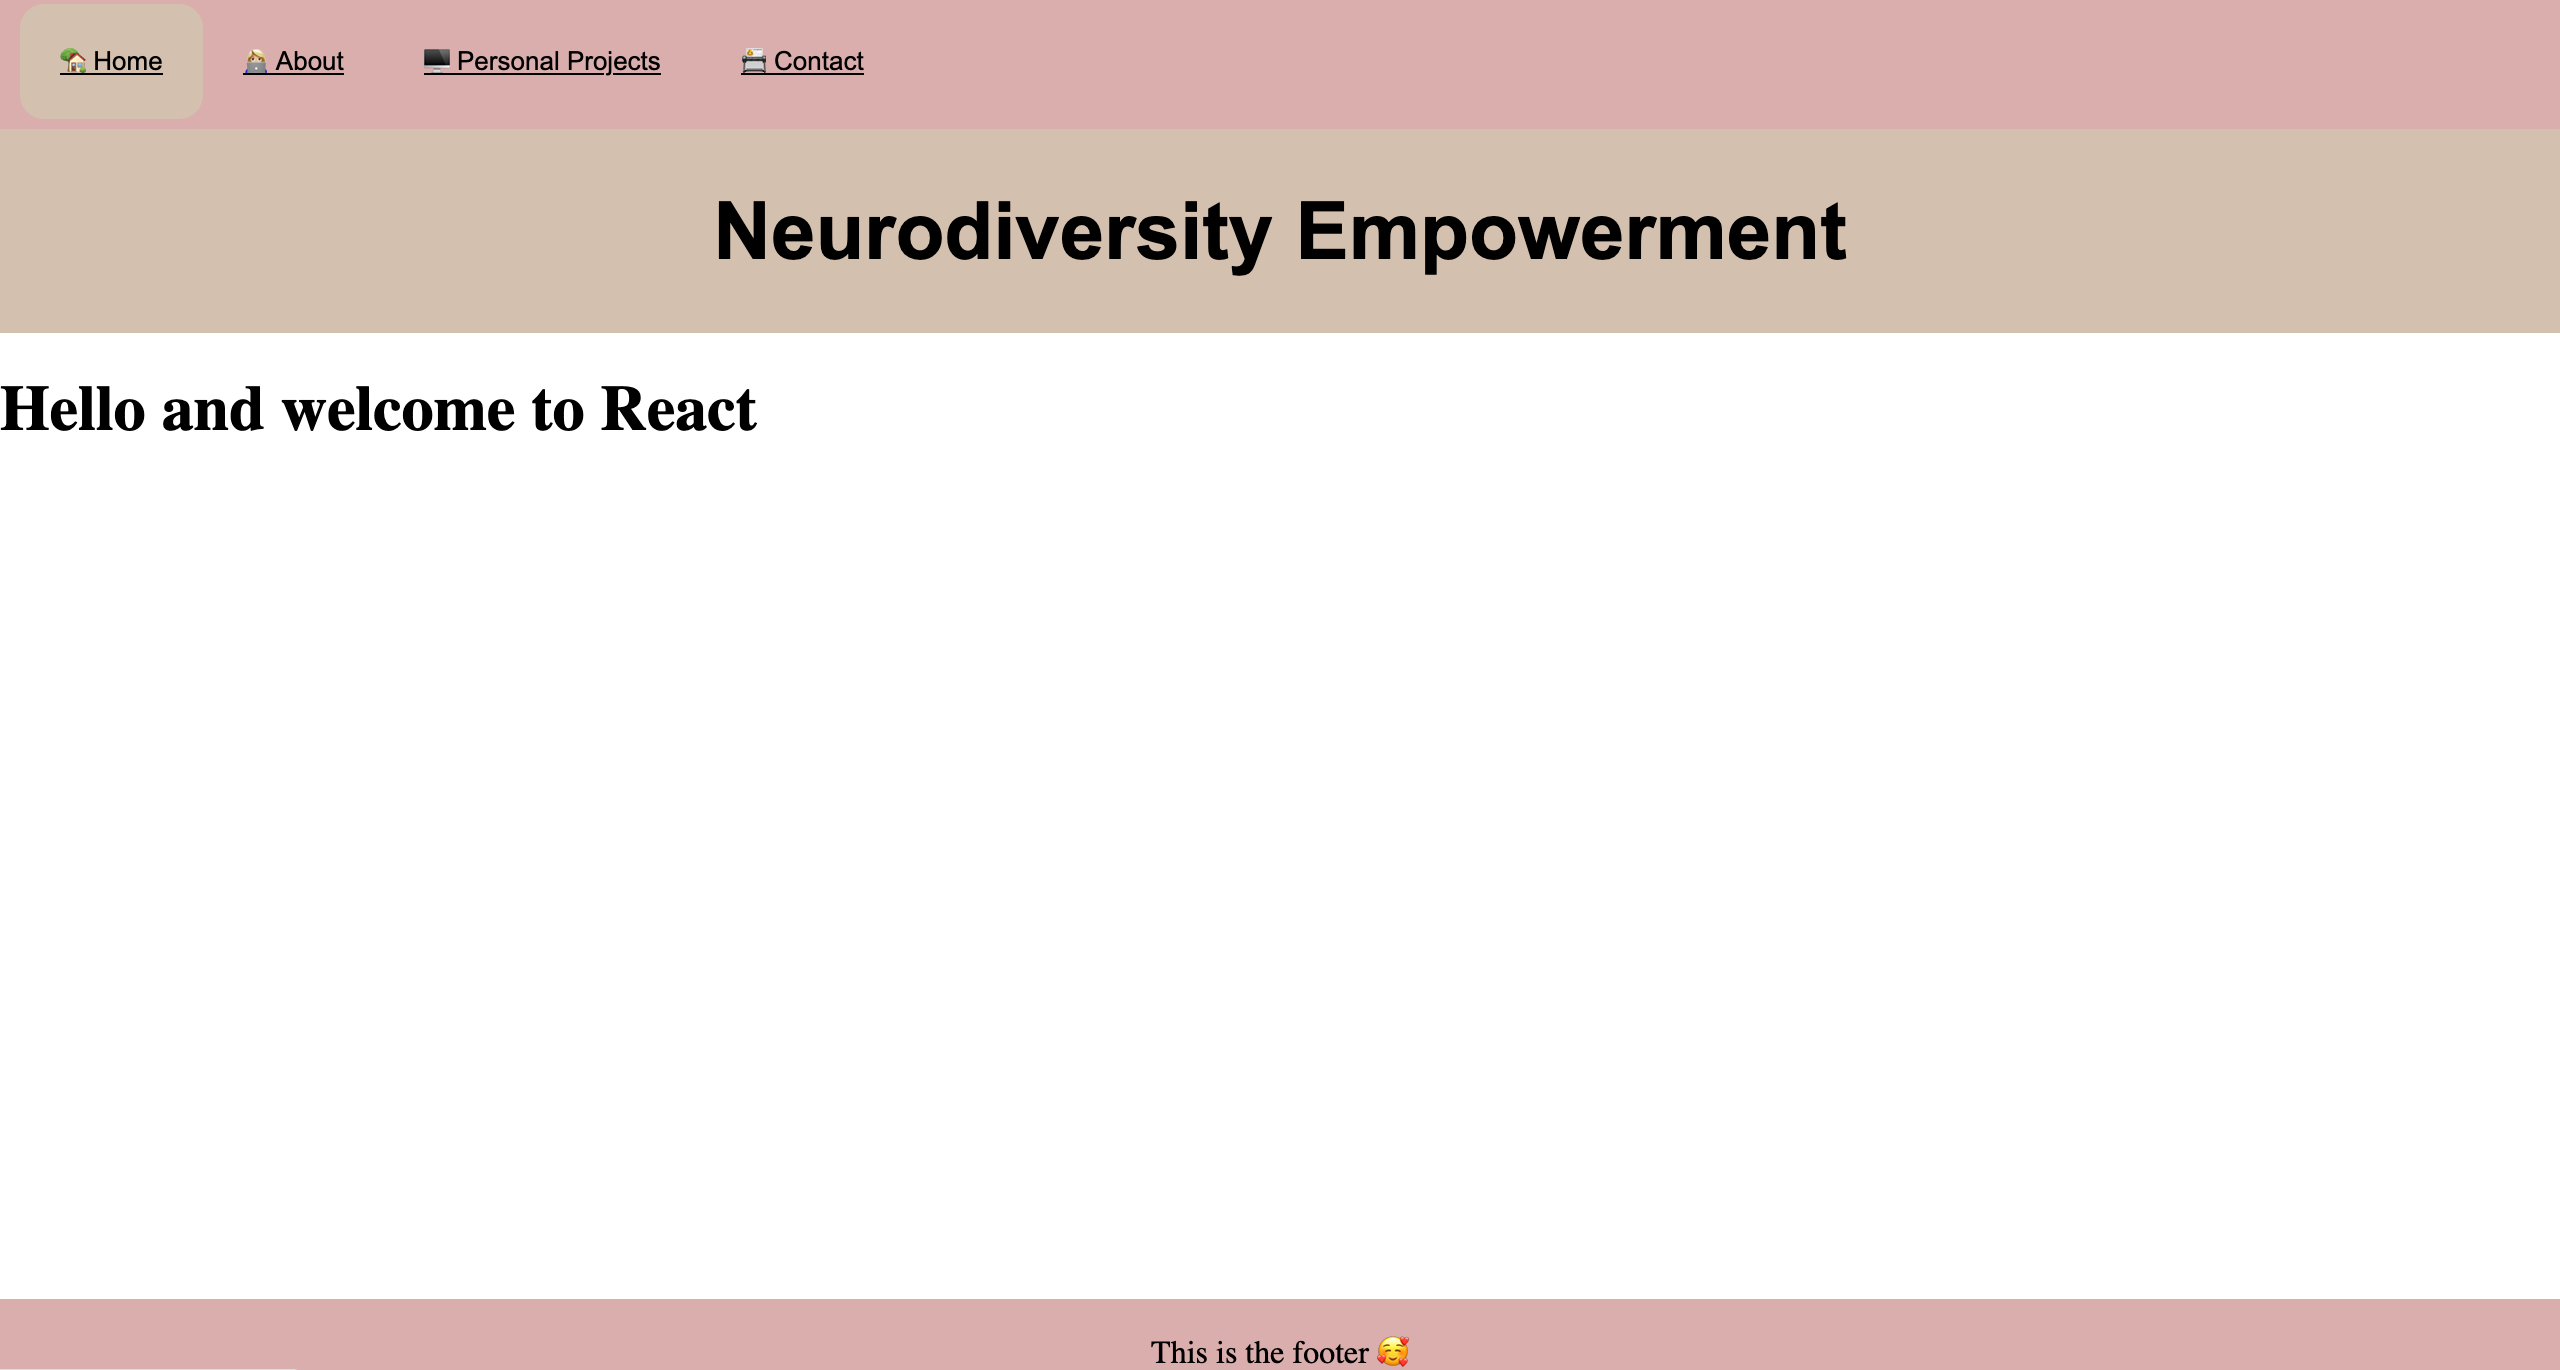 🏡 Home 👩🏼‍💻 About 🖥️ Personal Projects 📇 Contact
Neurodiversity Empowerment
Hello and welcome to React
This is the footer 🥰